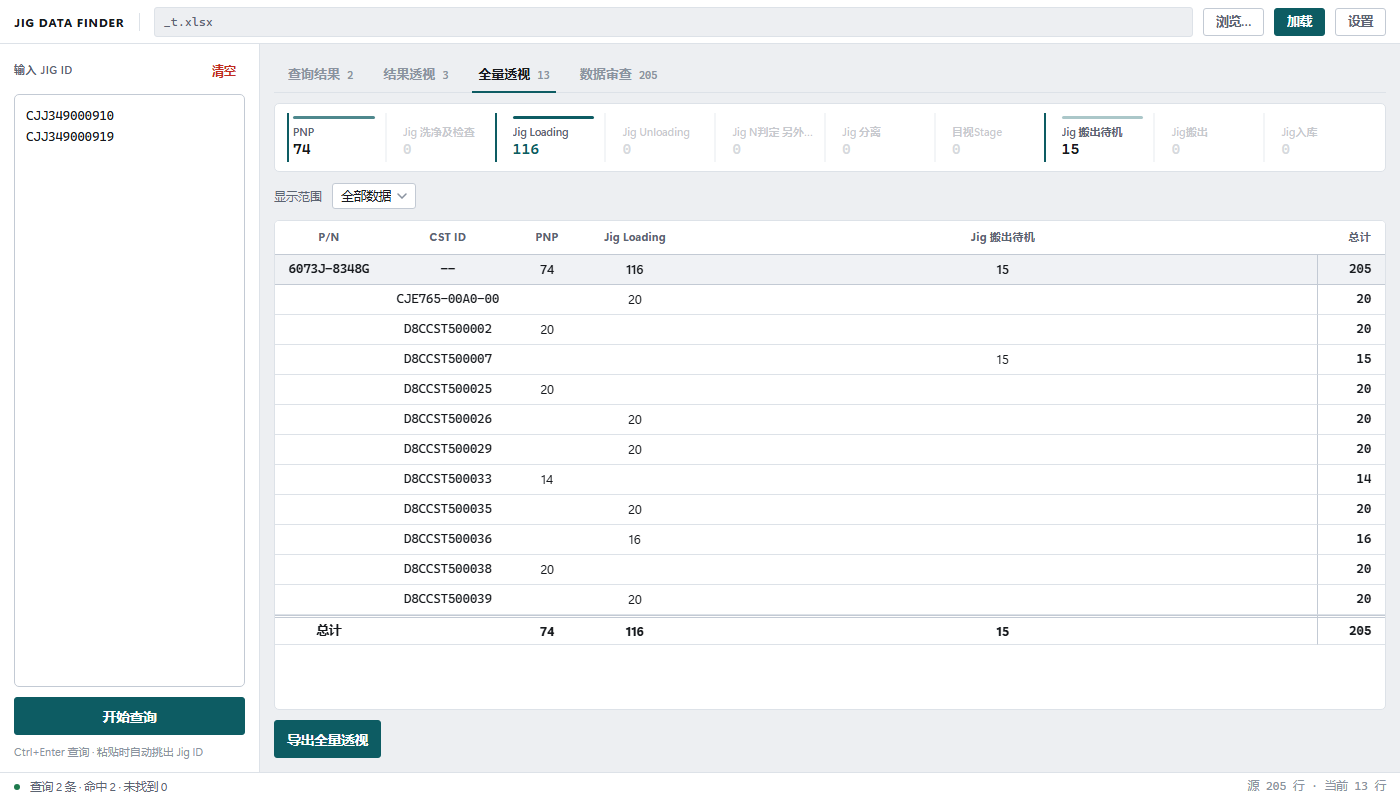 JIG DATA FINDER
_t.xlsx
浏览...
加载
设置
输入 JIG ID
清空
CJJ349000910
CJJ349000919
开始查询
Ctrl+Enter 查询 · 粘贴时自动挑出 Jig ID
查询结果 2
结果透视 3
全量透视 13
数据审查 205
PNP
74
Jig 洗净及检查
0
Jig Loading
116
Jig Unloading
0
Jig N判定 另外...
0
Jig 分离
0
目视Stage
0
Jig 搬出待机
15
Jig搬出
0
Jig入库
0
显示范围 全部数据
P/N CST ID PNP Jig Loading Jig 搬出待机 总计
6073J-8348G —— 74 116 15 205
CJE765-00A0-00 20 20
D8CCST500002 20 20
D8CCST500007 15 15
D8CCST500025 20 20
D8CCST500026 20 20
D8CCST500029 20 20
D8CCST500033 14 14
D8CCST500035 20 20
D8CCST500036 16 16
D8CCST500038 20 20
D8CCST500039 20 20
总计 74 116 15 205
导出全量透视
查询 2 条 · 命中 2 · 未找到 0
源 205 行 · 当前 13 行